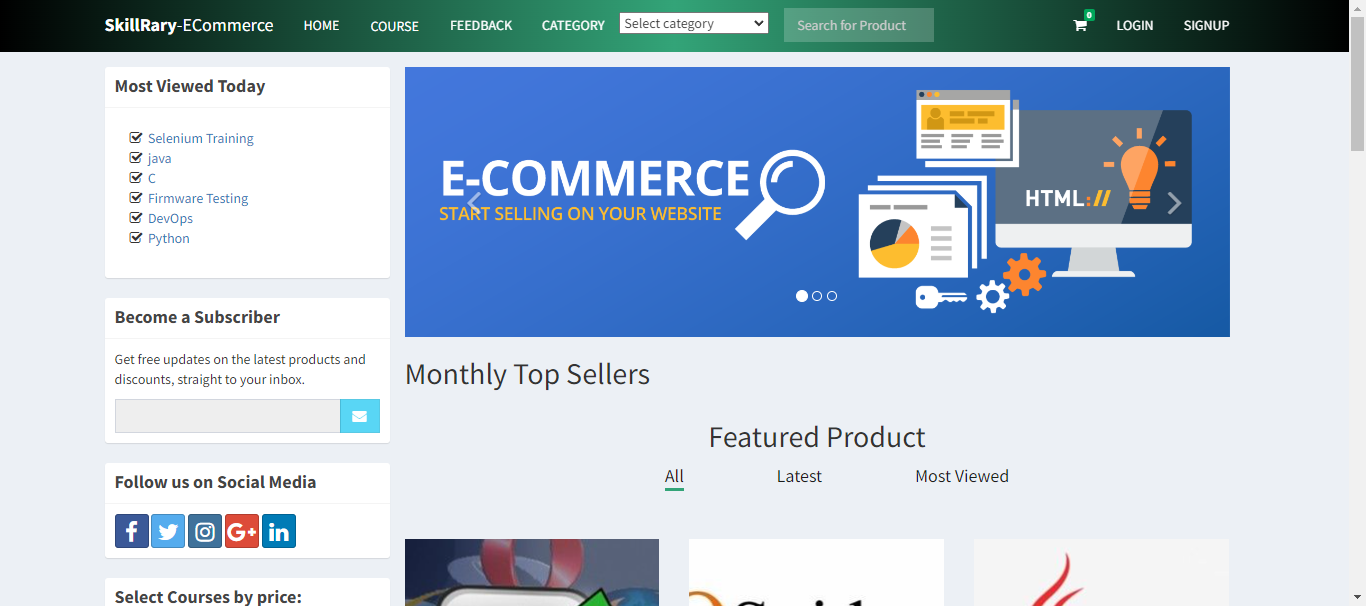 SkillRary-ECommerce HOME COURSE FEEDBACK CATEGORY Select category Search for Product 0 LOGIN SIGNUP
Most Viewed Today
Selenium Training
java
C
Firmware Testing
DevOps
Python
Become a Subscriber
Get free updates on the latest products and
discounts, straight to your inbox.
Follow us on Social Media
f G+ in
Select Courses by price:
E-COMMERCE
START SELLING ON YOUR WEBSITE
HTML://
Monthly Top Sellers
Featured Product
All Latest Most Viewed